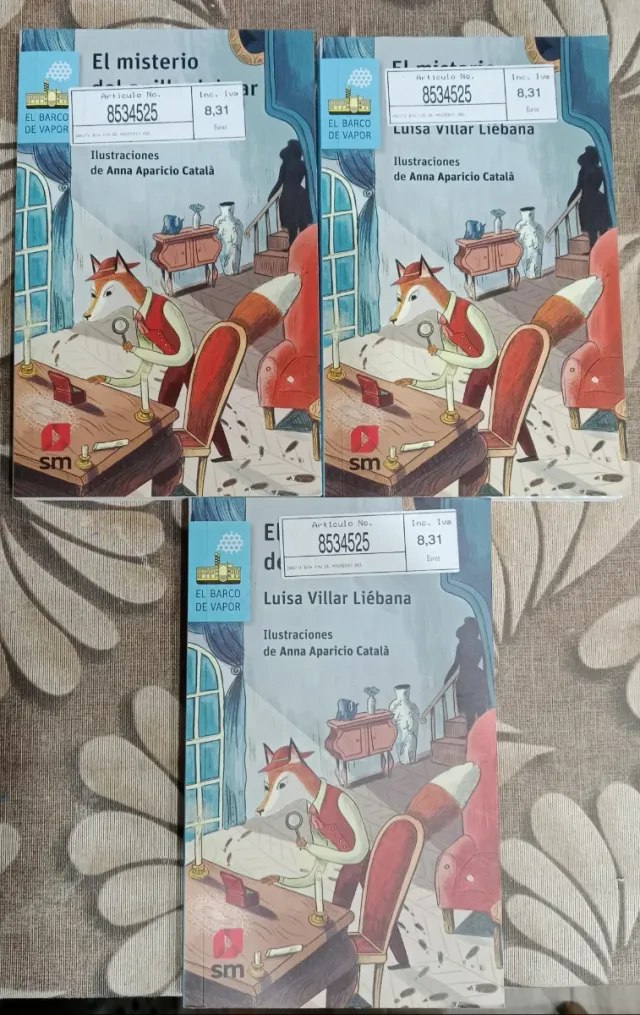 El misterio
Artículo No.
8534525
Inc. Iva
8,31
Euros
EL BARCO
DE VAPOR
Ilustraciones
de Anna Aparicio Català
sm
El misterio
Artículo No.
8534525
Inc. Iva
8,31
Euros
EL BARCO
DE VAPOR
Luisa Villar Liébana
Ilustraciones
de Anna Aparicio Català
sm
El
Artículo No.
8534525
Inc. Iva
8,31
Euros
EL BARCO
DE VAPOR
Luisa Villar Liébana
Ilustraciones
de Anna Aparicio Català
sm